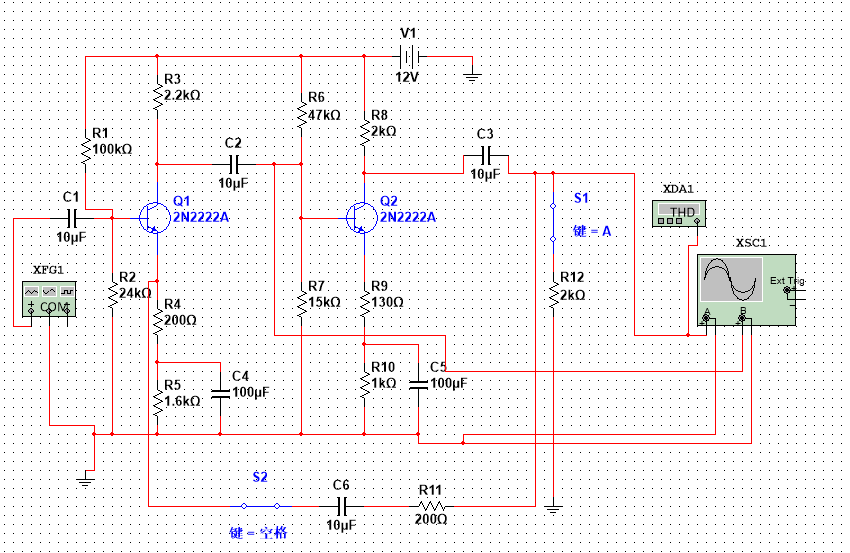 V1
12V
R3
2.2kΩ
R6
47kΩ
R8
2kΩ
R1
100kΩ
C2
10μF
C3
10μF
C1
10μF
Q1
2N2222A
Q2
2N2222A
S1
键 = A
XDA1
THD
XSC1
Ext Trig
A
B
XFG1
COM
R2
24kΩ
R4
200Ω
R7
15kΩ
R9
130Ω
R12
2kΩ
R5
1.6kΩ
C4
100μF
R10
1kΩ
C5
100μF
S2
键 = 空格
C6
10μF
R11
200Ω